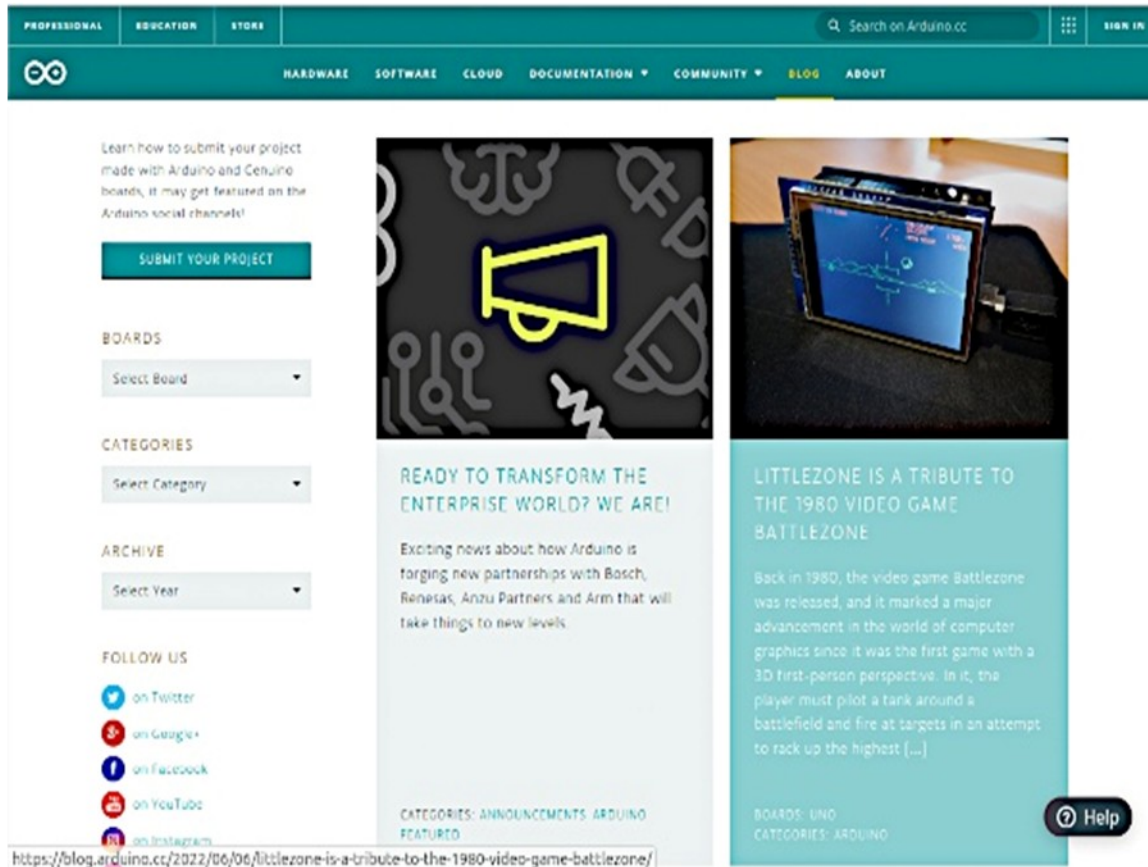 PROFESSIONAL
EDUCATION
STORE
Search on Arduino.cc
SIGN IN
HARDWARE
SOFTWARE
CLOUD
DOCUMENTATION
COMMUNITY
BLOG
ABOUT
Learn how to submit your project
made with Arduino and Genuino
boards, it may get featured on the
Arduino social channels!
SUBMIT YOUR PROJECT
BOARDS
Select Board
CATEGORIES
Select Category
ARCHIVE
Select Year
FOLLOW US
on Twitter
on Google+
on Facebook
on YouTube
on Instagram
READY TO TRANSFORM THE
ENTERPRISE WORLD? WE ARE!
Exciting news about how Arduino is
forging new partnerships with Bosch,
Renesas, Anzu Partners and Arm that will
take things to new levels.
CATEGORIES: ANNOUNCEMENTS ARDUINO
FEATURED
LITTLEZONE IS A TRIBUTE TO
THE 1980 VIDEO GAME
BATTLEZONE
Back in 1980, the video game Battlezone
was released, and it marked a major
advancement in the world of computer
graphics since it was the first game with a
3D first-person perspective. In it, the
player must pilot a tank around a
battlefield and fire at targets in an attempt
to rack up the highest [...]
BOARDS: UNO
CATEGORIES: ARDUINO
Help
https://blog.arduino.cc/2022/06/06/littlezone-is-a-tribute-to-the-1980-video-game-battlezone/